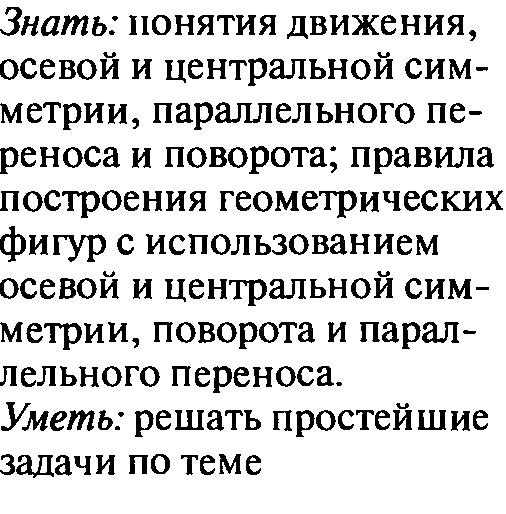 Знать: понятия движения,
осевой и центральной сим-
метрии, параллельного пе-
реноса и поворота; правила
построения геометрических
фигур с использованием
осевой и центральной сим-
метрии, поворота и парал-
лельного переноса.
Уметь: решать простейшие
задачи по теме